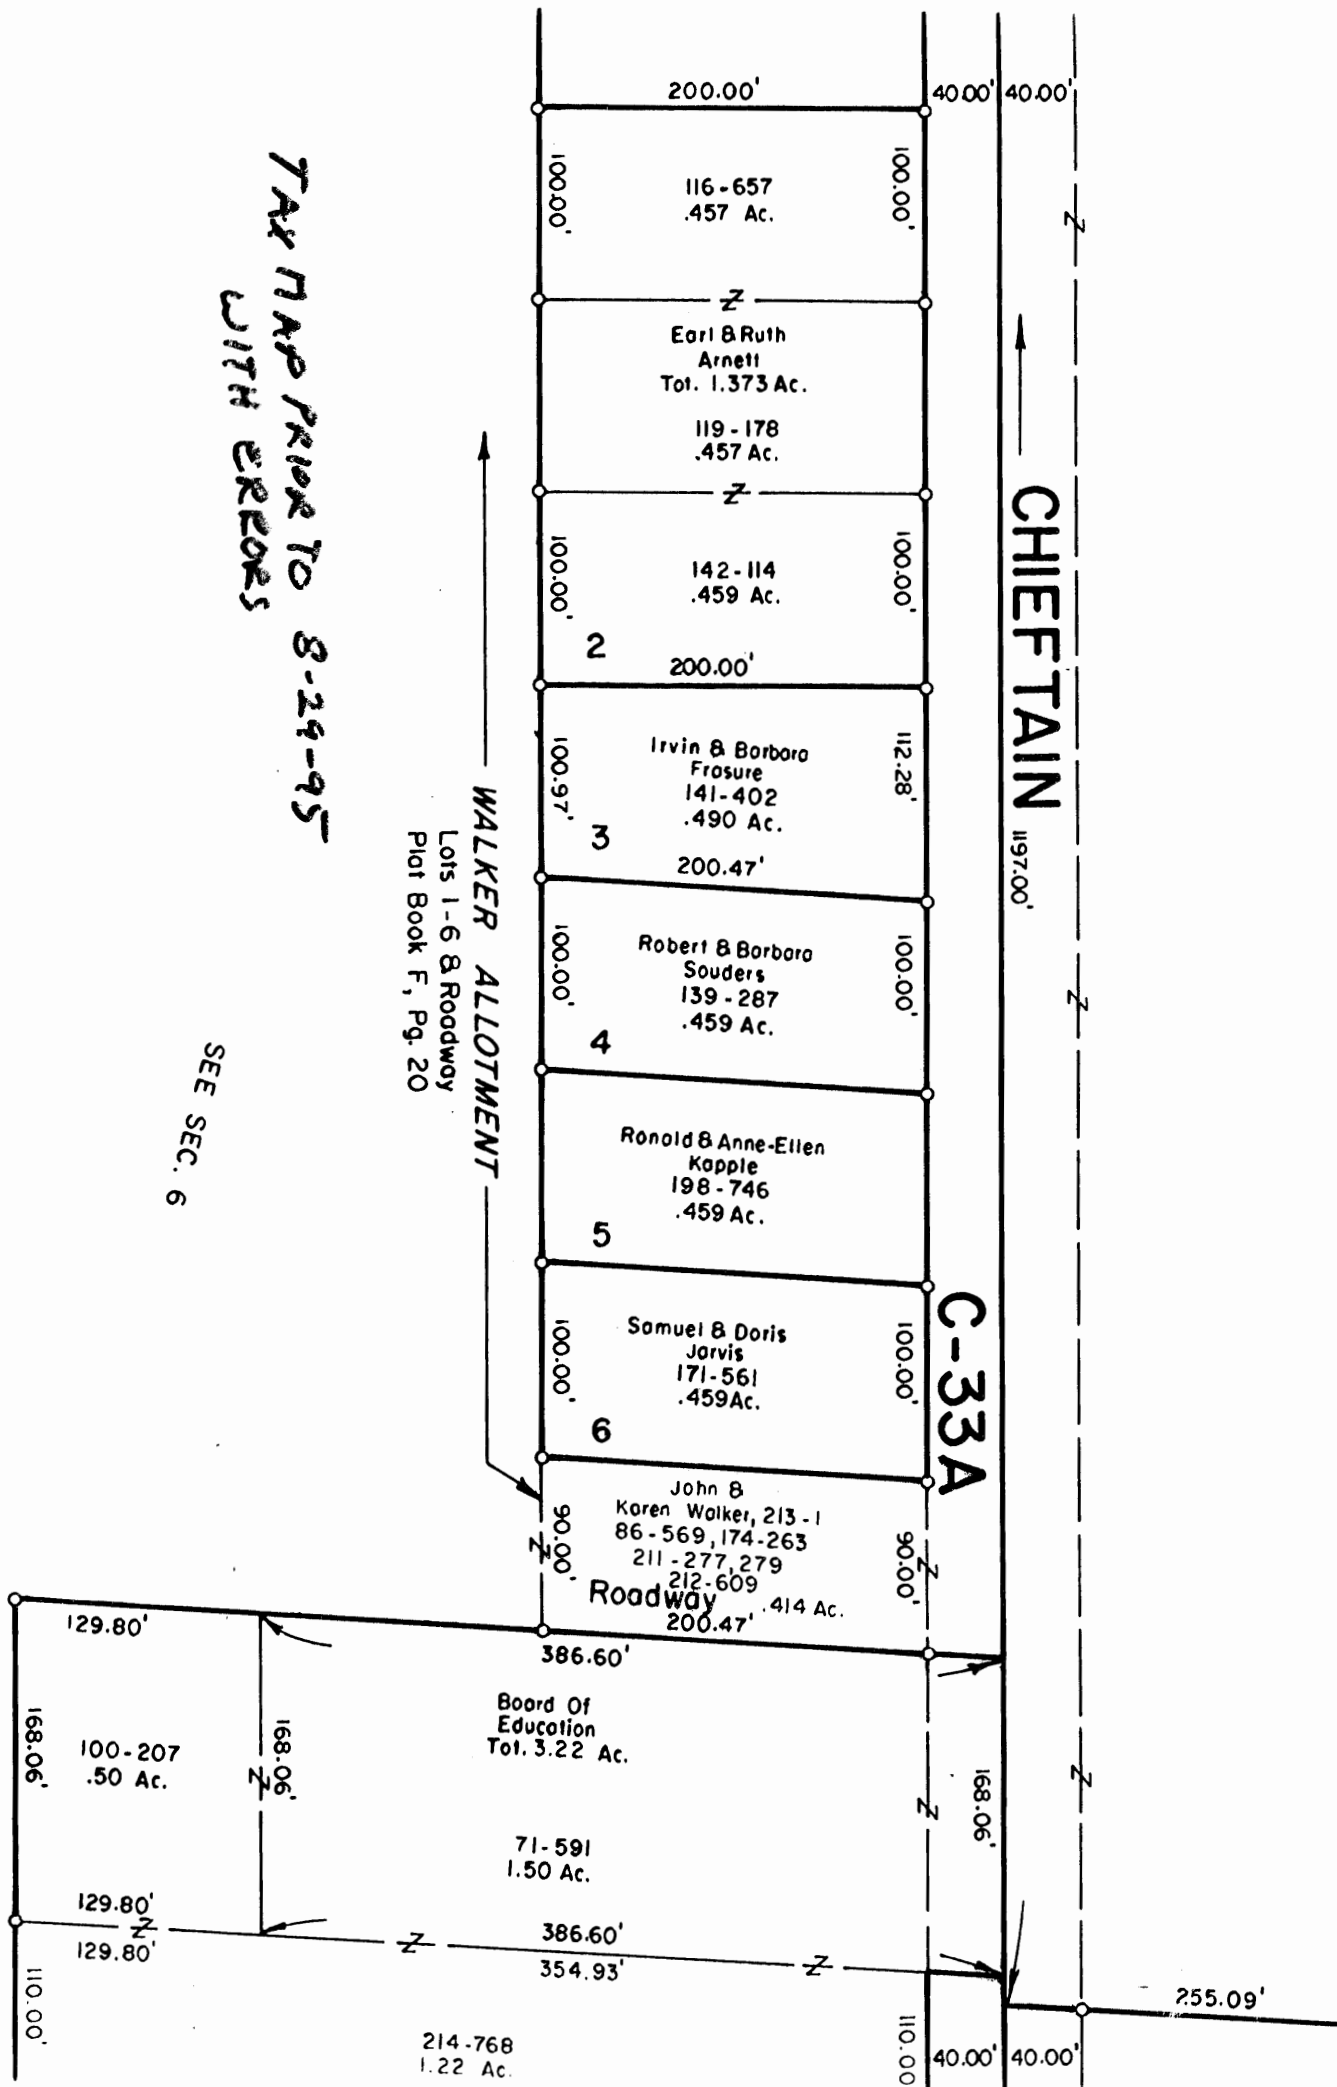 200.00'
40.00' 40.00'
100.00'
116-657
.457 Ac.
100.00'
Z
Z
Earl & Ruth
Arnett
Tot. 1.373 Ac.
119-178
.457 Ac.
Z
100.00'
142-114
.459 Ac.
100.00'
2
200.00'
CHIEFTAIN
1197.00'
TAX MAP PRIOR TO 8-29-95
WITH ERRORS
100.97'
Irvin & Barbara
Frasure
141-402
.490 Ac.
112.28'
3
200.47'
WALKER ALLOTMENT
Lots 1-6 & Roadway
Plat Book F, Pg. 20
100.00'
Robert & Barbara
Souders
139-287
.459 Ac.
100.00'
4
Z
SEE SEC. 6
Ronald & Anne-Ellen
Kapple
198-746
.459 Ac.
5
C-33A
100.00'
Samuel & Doris
Jarvis
171-561
.459 Ac.
100.00'
6
90.00'
Z
John &
Karen Walker, 213-1
86-569, 174-263
211-277, 279
212-609
Roadway .414 Ac.
200.47'
90.00'
Z
129.80'
386.60'
168.06'
100-207
.50 Ac.
168.06'
Z
Board Of
Education
Tot. 3.22 Ac.
71-591
1.50 Ac.
Z
168.06'
Z
129.80'
Z
129.80'
Z
386.60'
354.93'
Z
255.09'
110.00'
214-768
1.22 Ac.
110.00
40.00' 40.00'